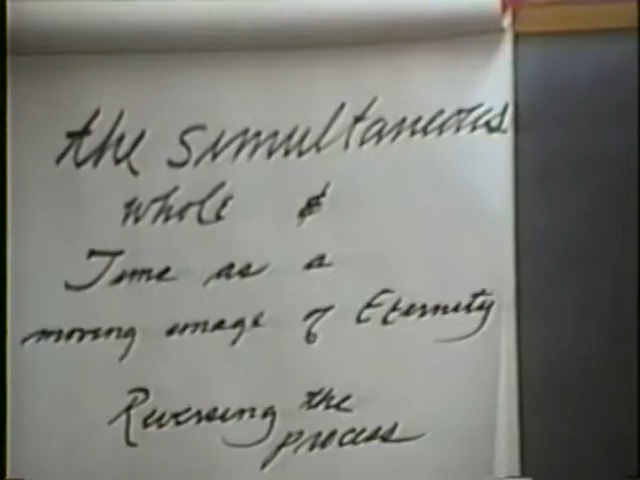 the simultaneous
whole &
Time as a
moving image of Eternity
Reversing the
process